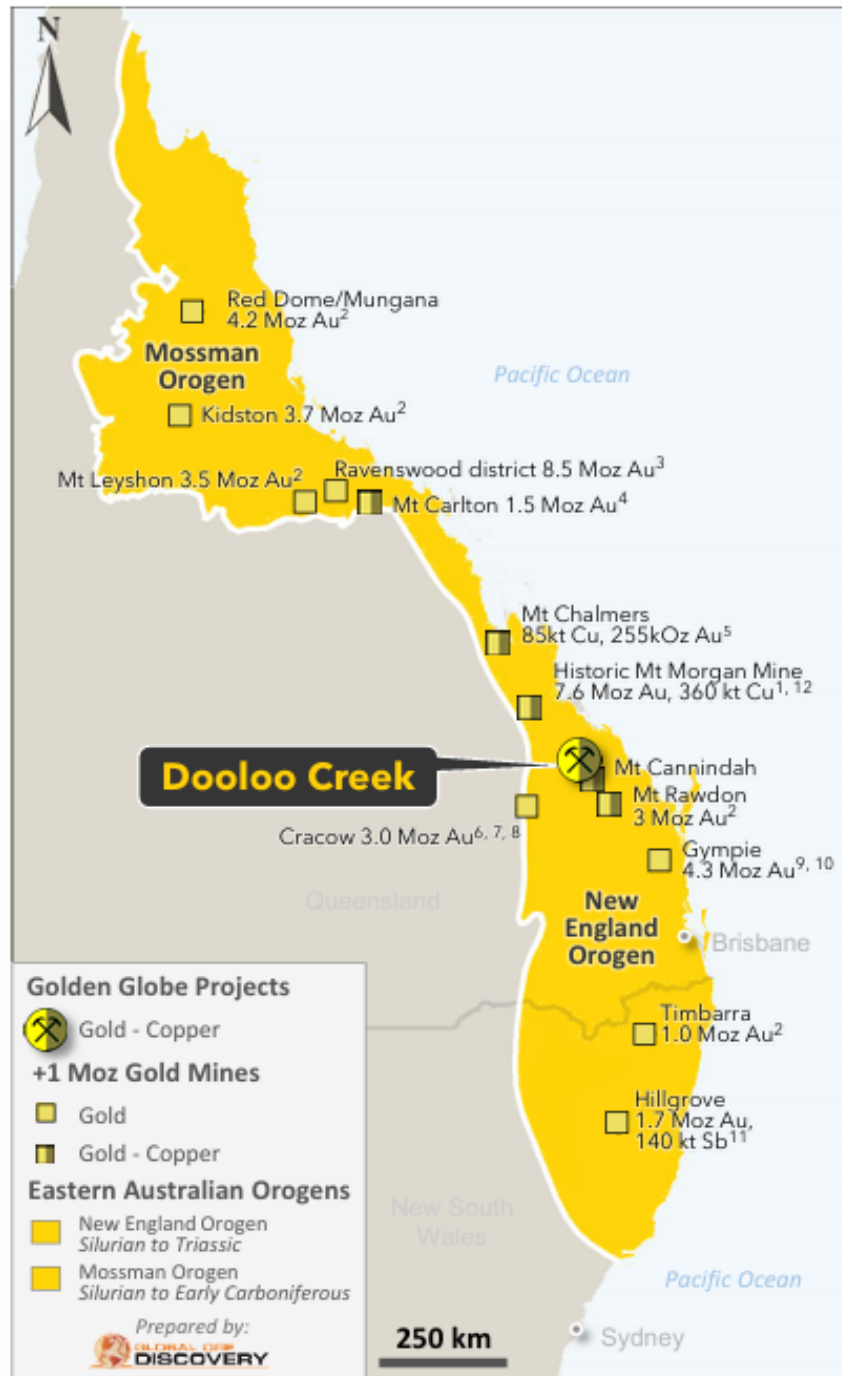 N
Red Dome/Mungana
4.2 Moz Au²
Mossman
Orogen
Pacific Ocean
Kidston 3.7 Moz Au²
Ravenswood district 8.5 Moz Au³
Mt Leyshon 3.5 Moz Au²
Mt Carlton 1.5 Moz Au⁴
Mt Chalmers
85kt Cu, 255kOz Au⁵
Historic Mt Morgan Mine
7.6 Moz Au, 360 kt Cu¹, ¹²
Dooloo Creek
Mt Cannindah
Mt Rawdon
3 Moz Au²
Cracow 3.0 Moz Au⁶, ⁷, ⁸
Gympie
4.3 Moz Au⁹, ¹⁰
Queensland
New
England
Orogen
Brisbane
Timbarra
1.0 Moz Au²
Hillgrove
1.7 Moz Au,
140 kt Sb¹¹
New South
Wales
Pacific Ocean
Sydney
250 km
Golden Globe Projects
Gold - Copper
+1 Moz Gold Mines
Gold
Gold - Copper
Eastern Australian Orogens
New England Orogen
Silurian to Triassic
Mossman Orogen
Silurian to Early Carboniferous
Prepared by:
GLOBAL ORE
DISCOVERY